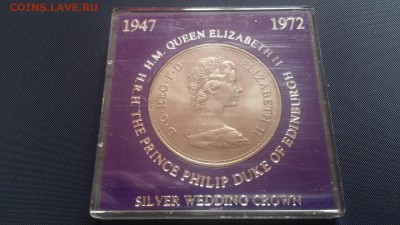 COINS.LAVE.RU
1947 1972
H.M. QUEEN ELIZABETH II
H.R.H. THE PRINCE PHILIP DUKE OF EDINBURGH
D·G·REG·F·D·
ELIZABETH II
SILVER WEDDING CROWN